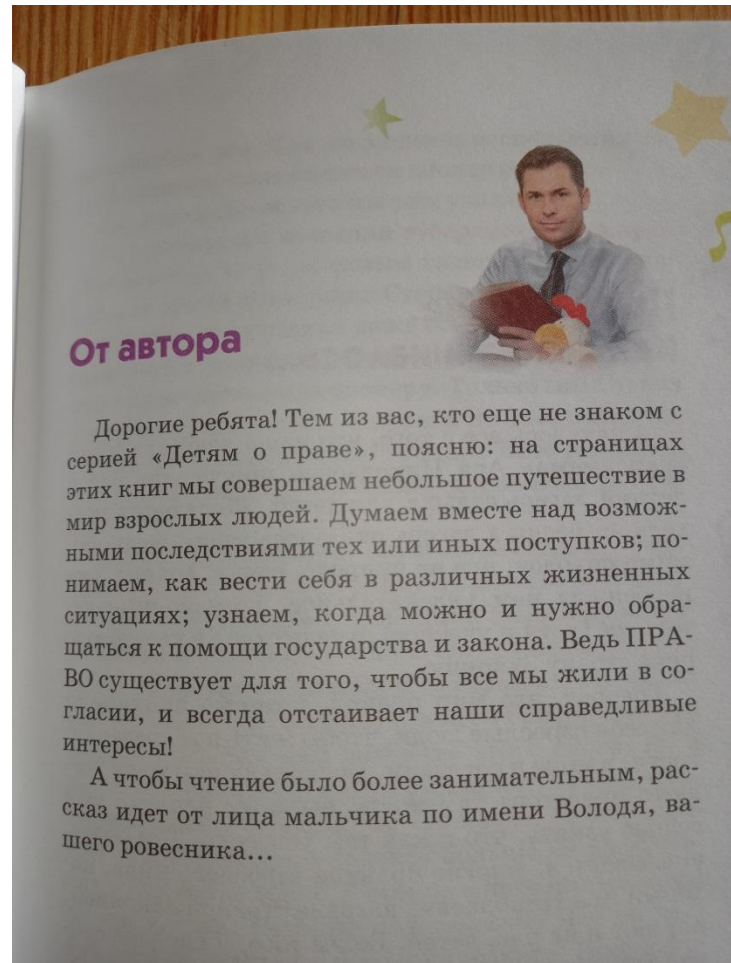 От автора
Дорогие ребята! Тем из вас, кто еще не знаком с
серией «Детям о праве», поясню: на страницах
этих книг мы совершаем небольшое путешествие в
мир взрослых людей. Думаем вместе над возмож-
ными последствиями тех или иных поступков; по-
нимаем, как вести себя в различных жизненных
ситуациях; узнаем, когда можно и нужно обра-
щаться к помощи государства и закона. Ведь ПРА-
ВО существует для того, чтобы все мы жили в со-
гласии, и всегда отстаивает наши справедливые
интересы!
А чтобы чтение было более занимательным, рас-
сказ идет от лица мальчика по имени Володя, ва-
шего ровесника...